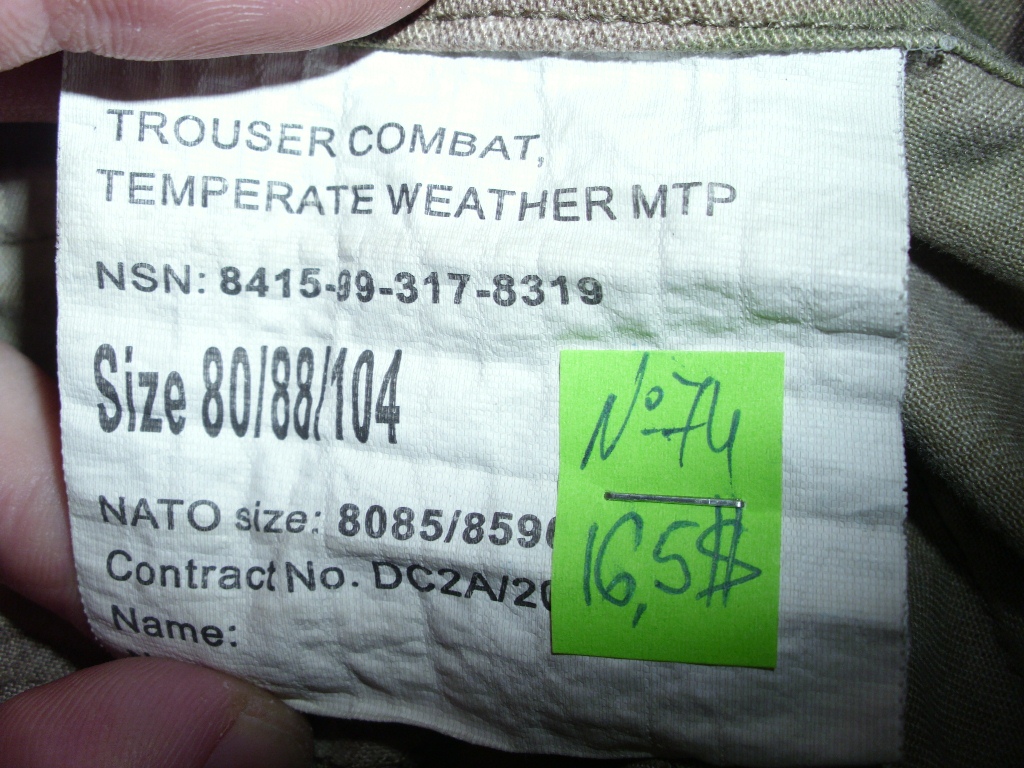 TROUSER COMBAT,
TEMPERATE WEATHER MTP
NSN: 8415-99-317-8319
Size 80/88/104
NATO size: 8085/859
Contract No. DC2A/20
Name:
№74
16,5$